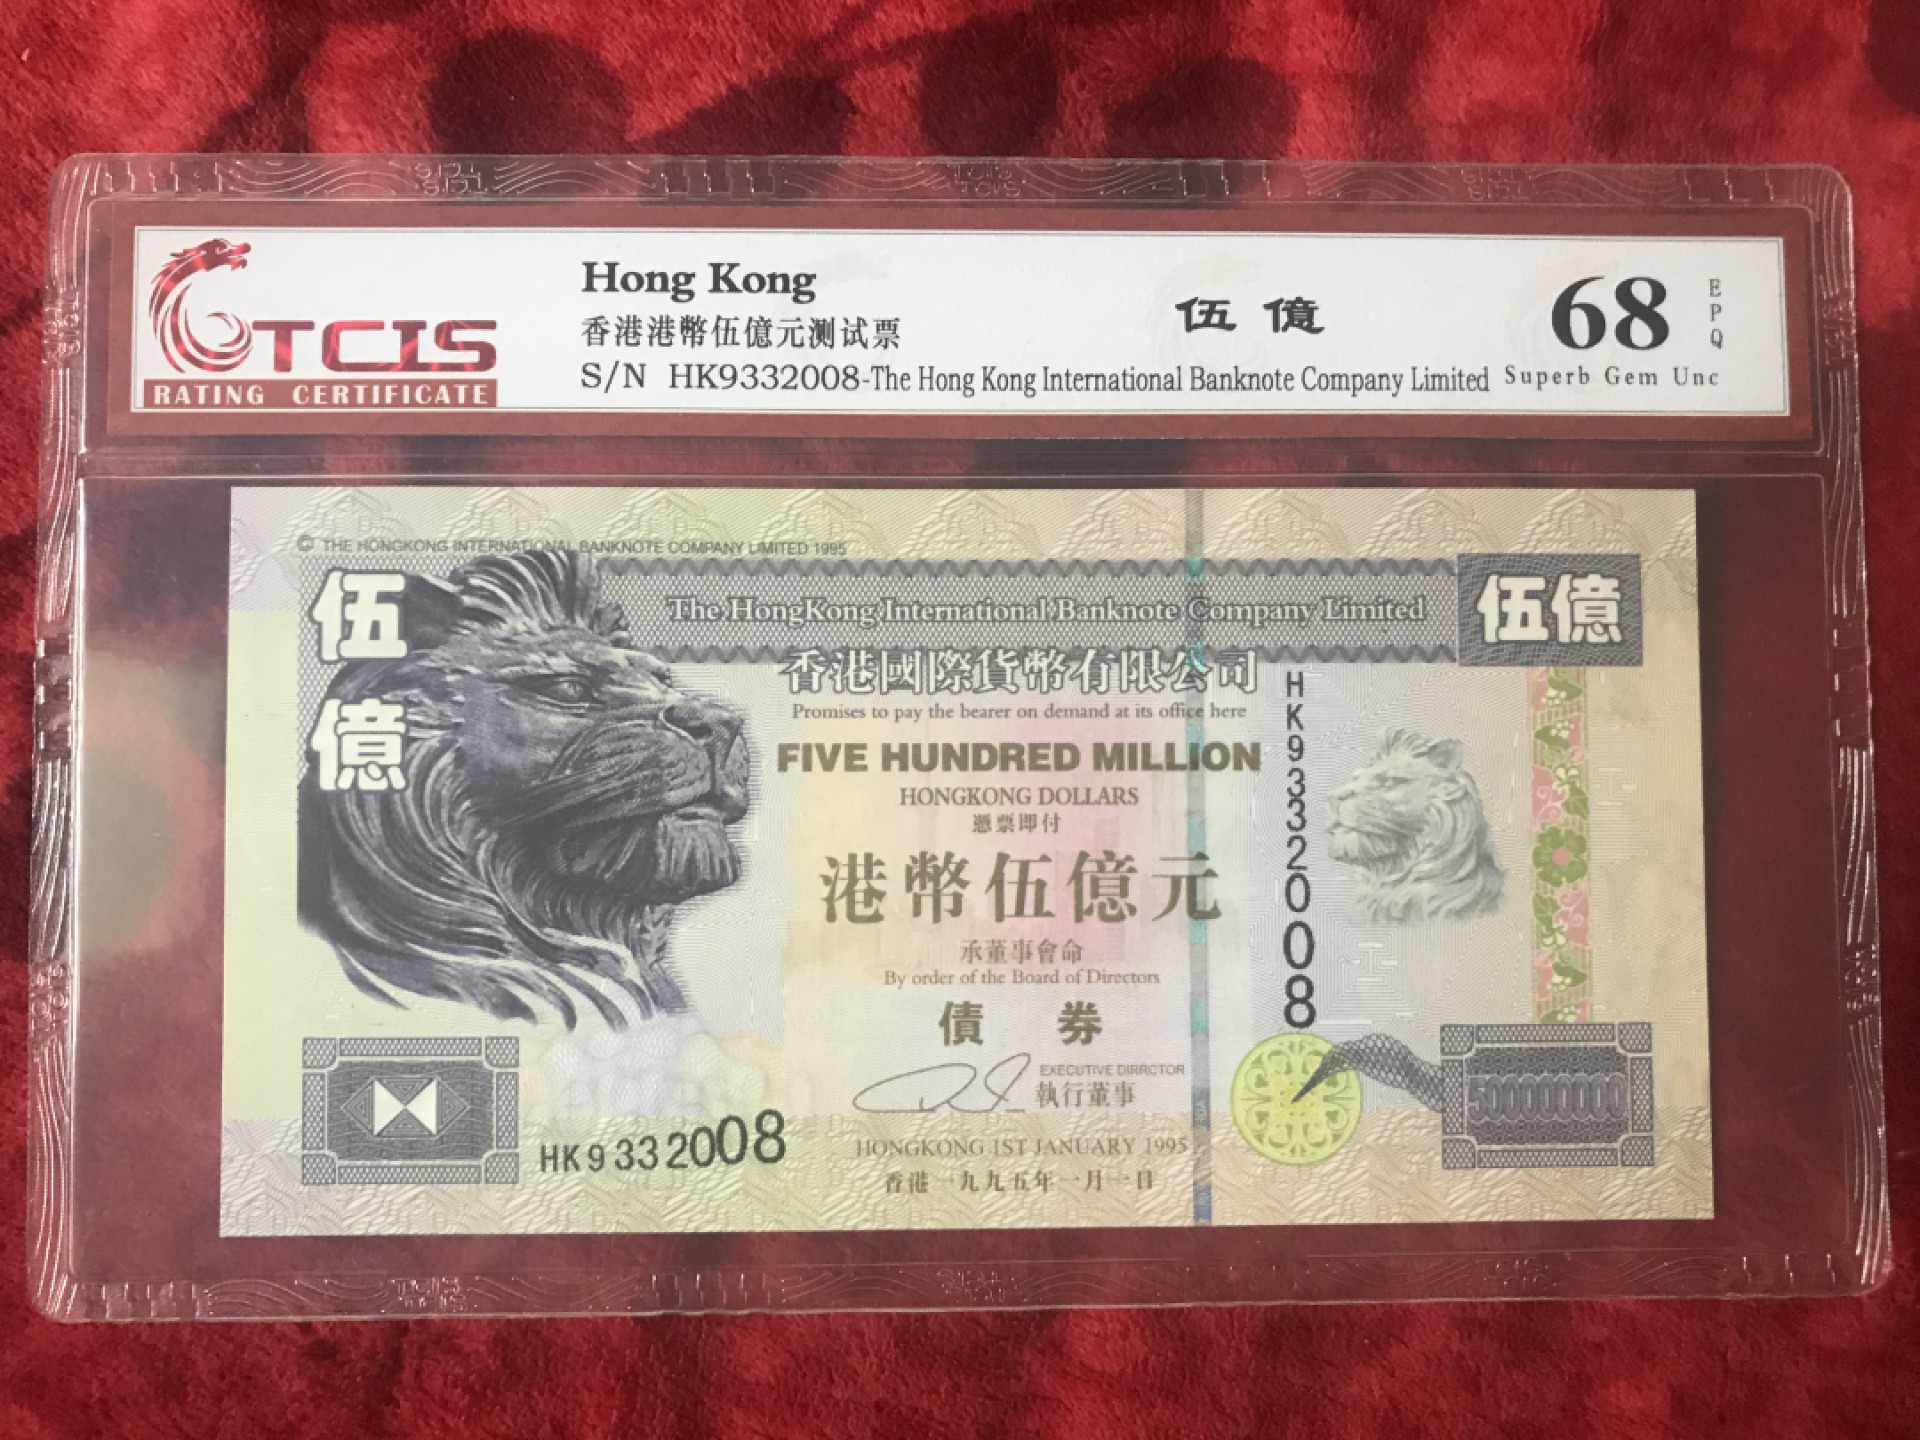 TCIS
RATING CERTIFICATE
Hong Kong
香港港幣伍億元测试票
S/N HK9332008-The Hong Kong International Banknote Company Limited
伍億
68
EPQ
Superb Gem Unc
© THE HONGKONG INTERNATIONAL BANKNOTE COMPANY LIMITED 1995
伍億
The HongKong International Banknote Company Limited
伍億
香港國際貨幣有限公司
Promises to pay the bearer on demand at its office here
FIVE HUNDRED MILLION
HONGKONG DOLLARS
憑票即付
港幣伍億元
承董事會命
By order of the Board of Directors
債券
EXECUTIVE DIRRCTOR
執行董事
HK9332008
HONGKONG 1ST JANUARY 1995
香港一九九五年一月一日
HK9332008
500000000